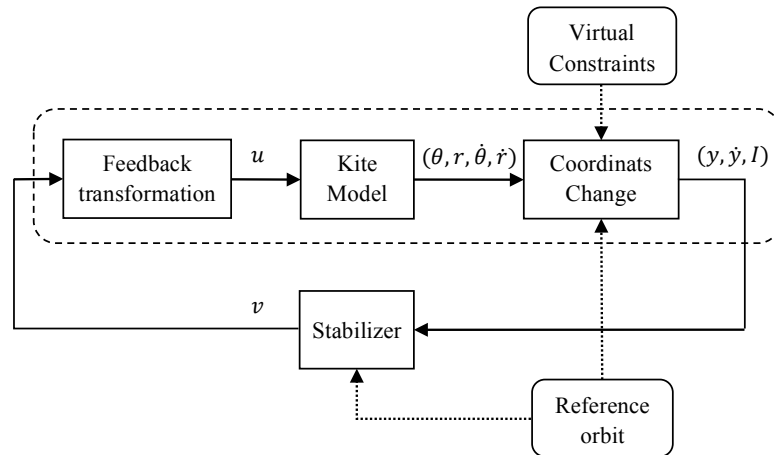 Virtual
Constraints
Feedback
transformation
u
Kite
Model
(θ, r, θ̇, ṙ)
Coordinats
Change
(y, ẏ, I)
v
Stabilizer
Reference
orbit